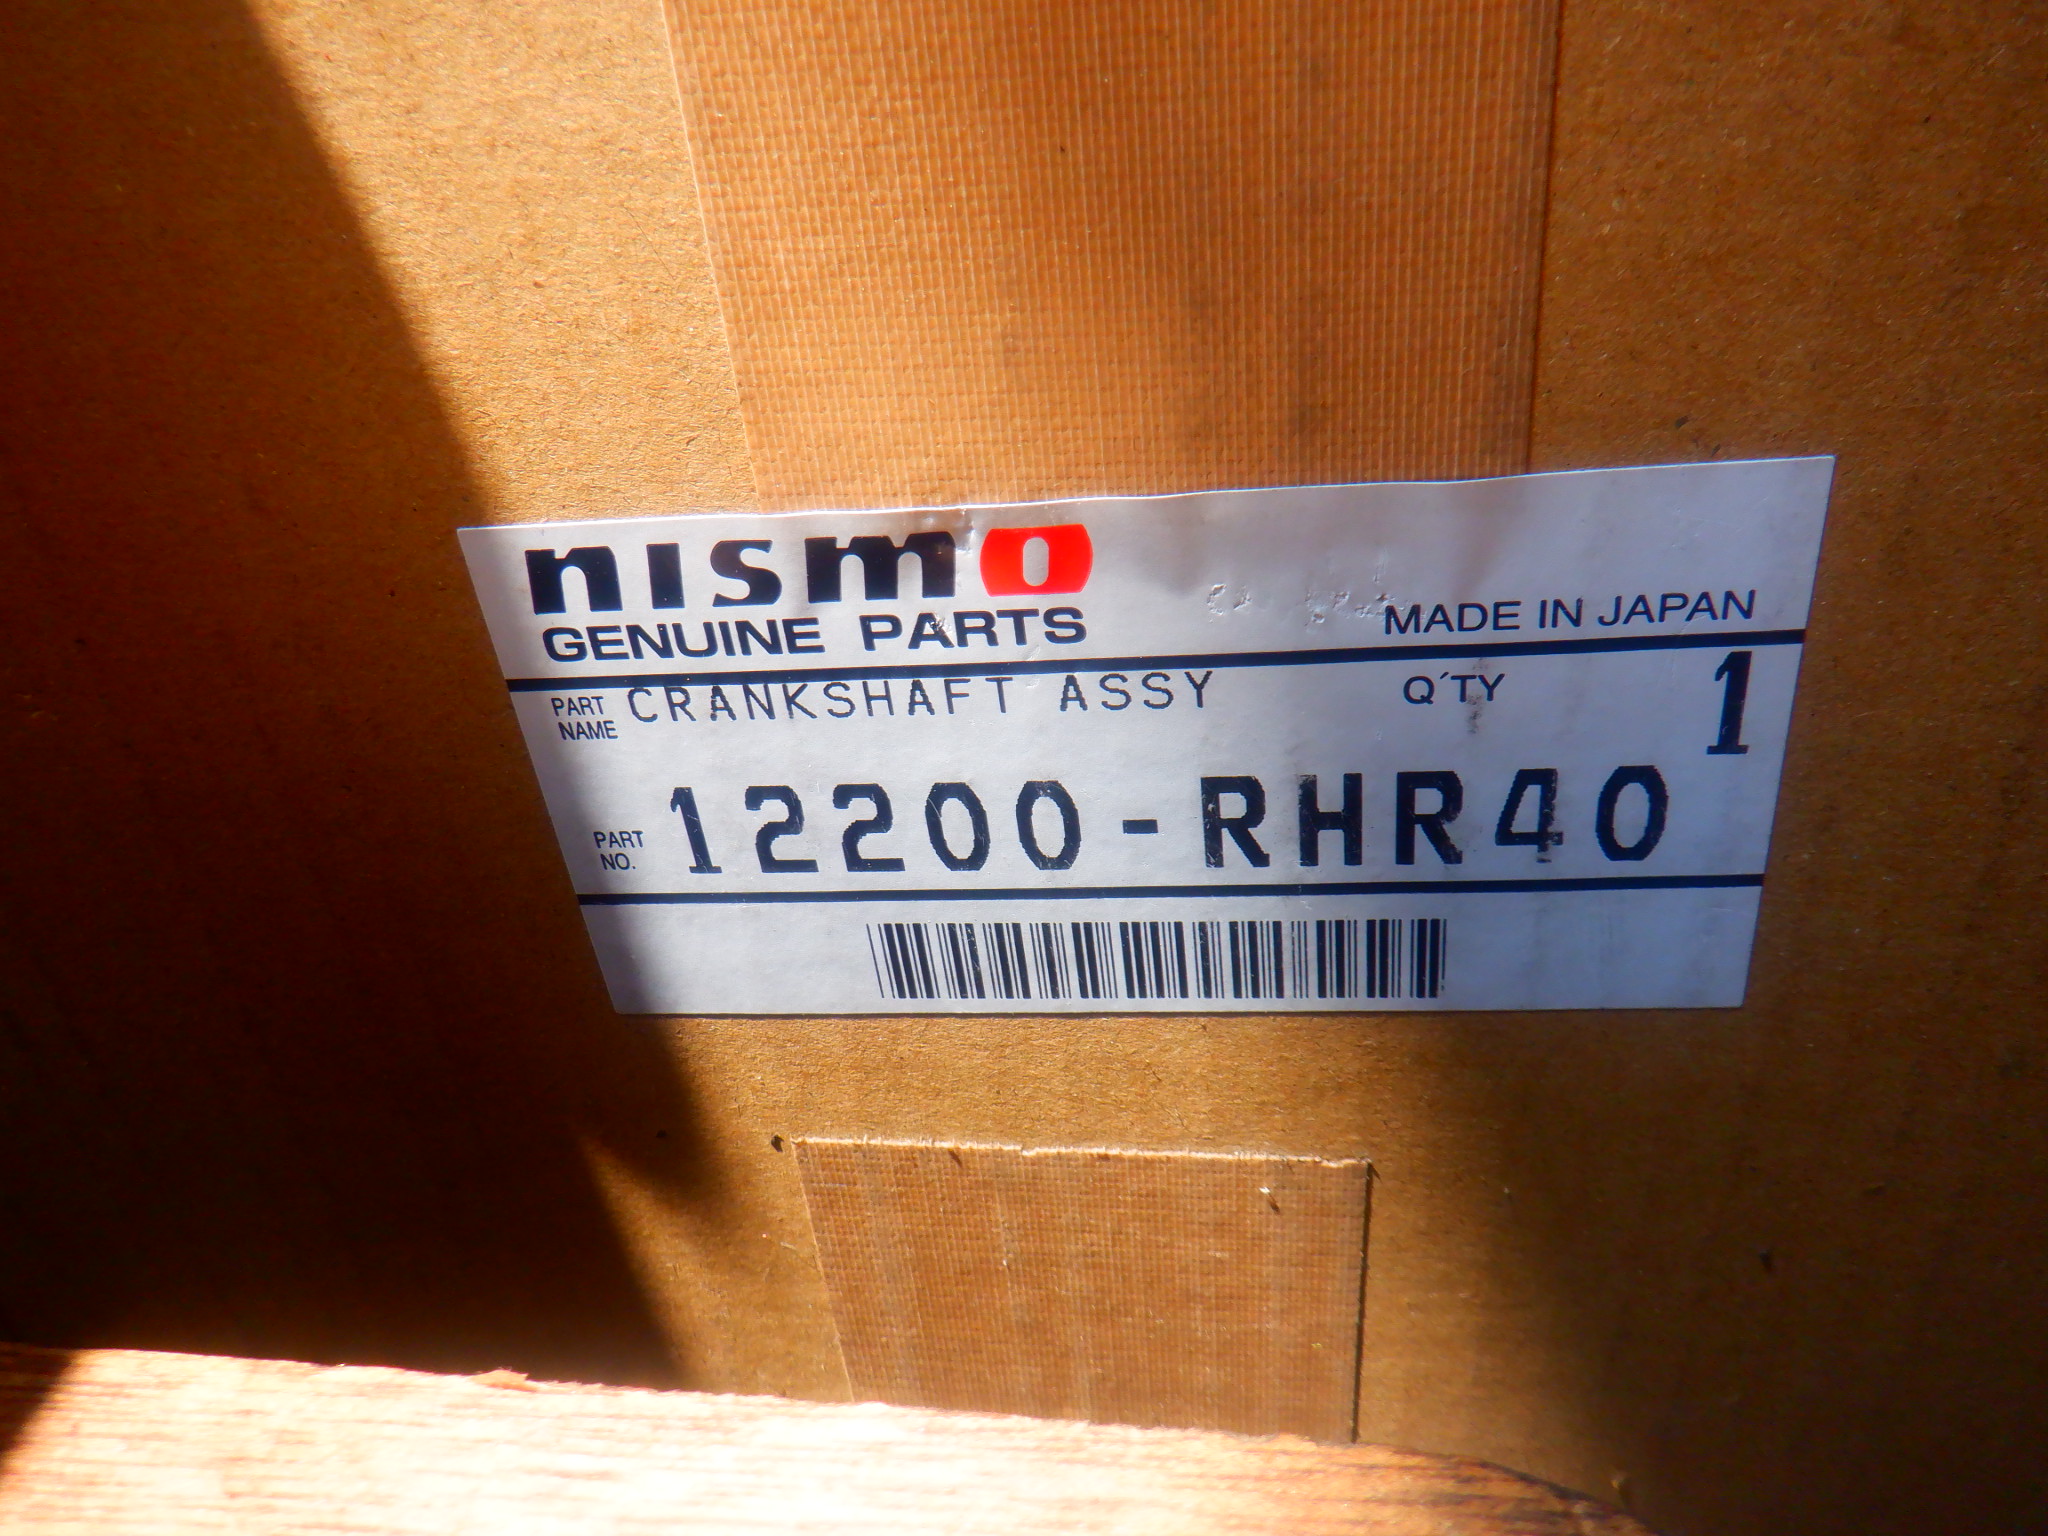 nismo
GENUINE PARTS
MADE IN JAPAN
PART NAME CRANKSHAFT ASSY Q'TY 1
PART NO. 12200-RHR40